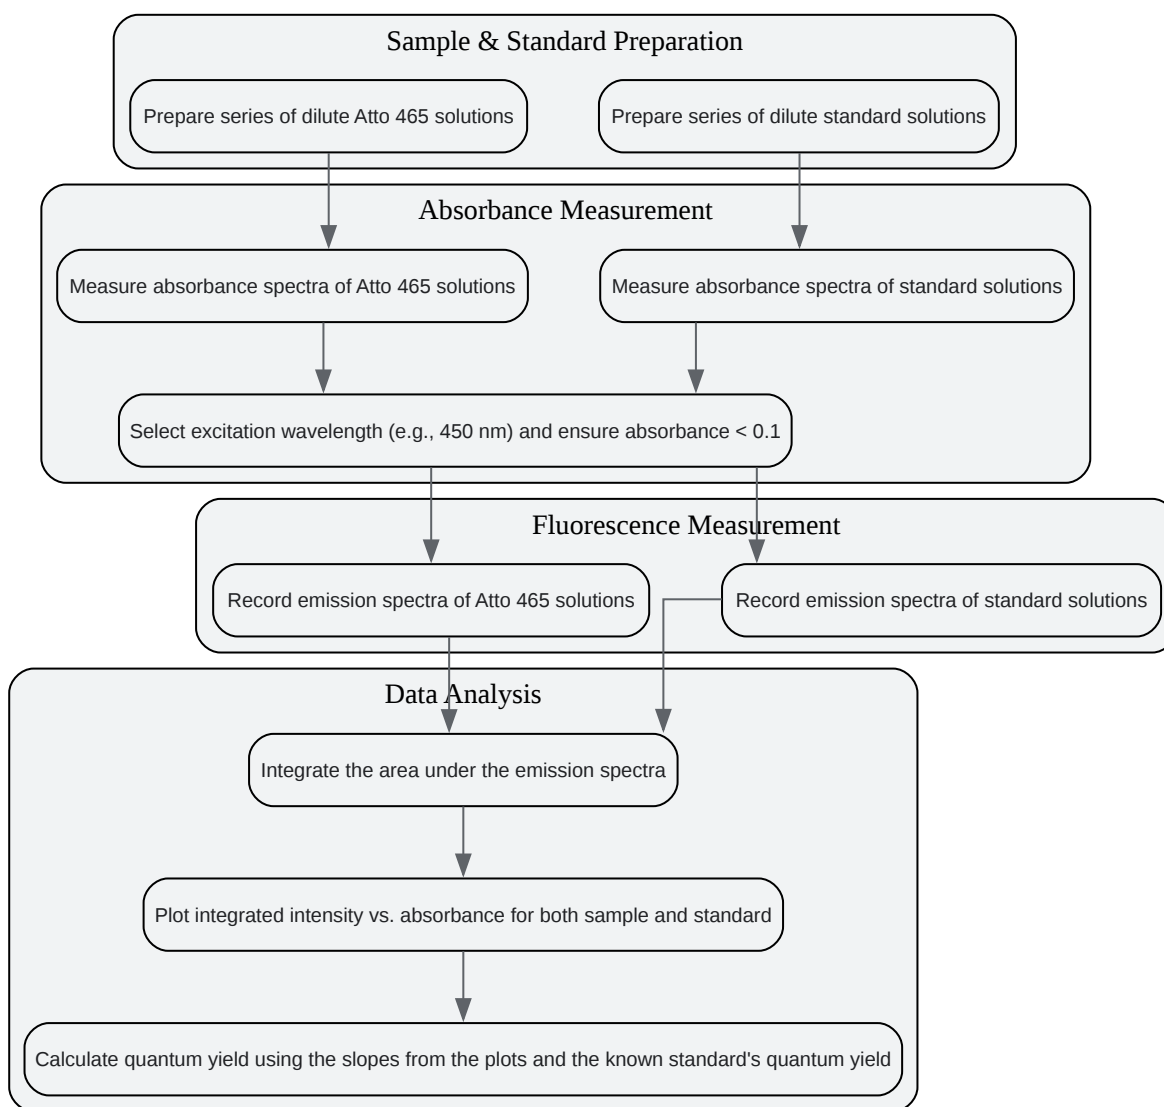 Sample & Standard Preparation
Prepare series of dilute Atto 465 solutions
Prepare series of dilute standard solutions
Absorbance Measurement
Measure absorbance spectra of Atto 465 solutions
Measure absorbance spectra of standard solutions
Select excitation wavelength (e.g., 450 nm) and ensure absorbance < 0.1
Fluorescence Measurement
Record emission spectra of Atto 465 solutions
Record emission spectra of standard solutions
Data Analysis
Integrate the area under the emission spectra
Plot integrated intensity vs. absorbance for both sample and standard
Calculate quantum yield using the slopes from the plots and the known standard's quantum yield